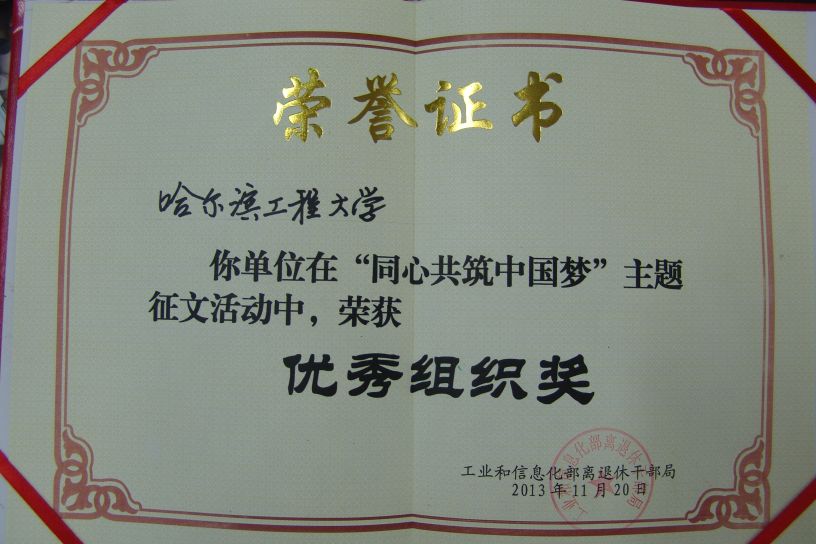 荣誉证书
哈尔滨工程大学
你单位在“同心共筑中国梦”主题
征文活动中，荣获
优秀组织奖
工业和信息化部离退休干部局
2013年11月20日